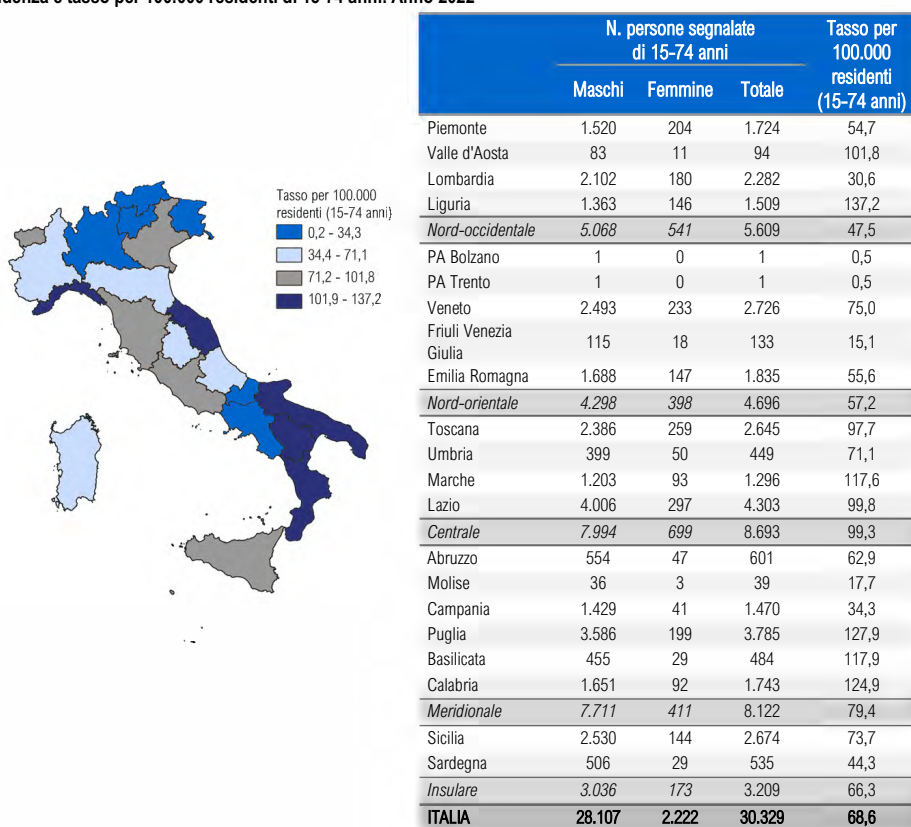 denza e tasso per 100.000 residenti di 15-74 anni. Anno 2022
N. persone segnalate
di 15-74 anni
Tasso per
100.000
residenti
(15-74 anni)
Maschi Femmine Totale
Piemonte 1.520 204 1.724 54,7
Valle d'Aosta 83 11 94 101,8
Lombardia 2.102 180 2.282 30,6
Liguria 1.363 146 1.509 137,2
Nord-occidentale 5.068 541 5.609 47,5
PA Bolzano 1 0 1 0,5
PA Trento 1 0 1 0,5
Veneto 2.493 233 2.726 75,0
Friuli Venezia
Giulia 115 18 133 15,1
Emilia Romagna 1.688 147 1.835 55,6
Nord-orientale 4.298 398 4.696 57,2
Toscana 2.386 259 2.645 97,7
Umbria 399 50 449 71,1
Marche 1.203 93 1.296 117,6
Lazio 4.006 297 4.303 99,8
Centrale 7.994 699 8.693 99,3
Abruzzo 554 47 601 62,9
Molise 36 3 39 17,7
Campania 1.429 41 1.470 34,3
Puglia 3.586 199 3.785 127,9
Basilicata 455 29 484 117,9
Calabria 1.651 92 1.743 124,9
Meridionale 7.711 411 8.122 79,4
Sicilia 2.530 144 2.674 73,7
Sardegna 506 29 535 44,3
Insulare 3.036 173 3.209 66,3
ITALIA 28.107 2.222 30.329 68,6
Tasso per 100.000
residenti (15-74 anni)
0,2 - 34,3
34,4 - 71,1
71,2 - 101,8
101,9 - 137,2